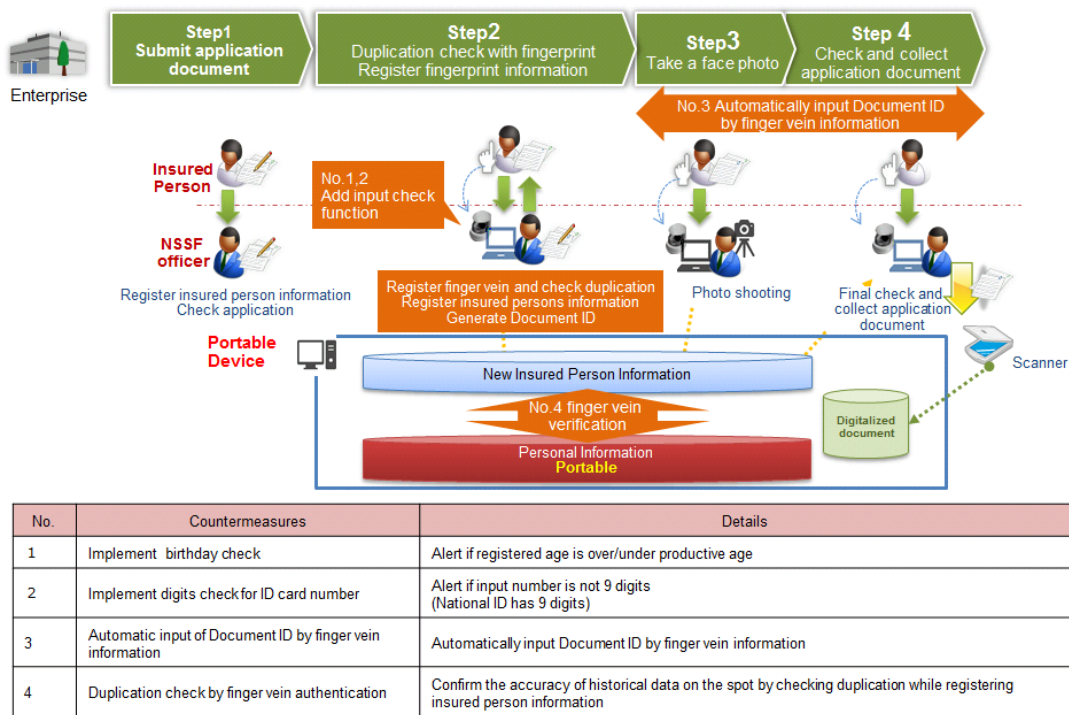 Step1
Submit application
document
Step2
Duplication check with fingerprint
Register fingerprint information
Step3
Take a face photo
Step 4
Check and collect
application document
Enterprise
No.3 Automatically input Document ID
by finger vein information
Insured
Person
No.1,2
Add input check
function
NSSF
officer
Register insured person information
Check application
Register finger vein and check duplication
Register insured persons information
Generate Document ID
Photo shooting
Final check and
collect application
document
Portable
Device
Scanner
New Insured Person Information
No.4 finger vein
verification
Digitalized
document
Personal Information
Portable
No. Countermeasures Details
1 Implement birthday check Alert if registered age is over/under productive age
2 Implement digits check for ID card number Alert if input number is not 9 digits
(National ID has 9 digits)
3 Automatic input of Document ID by finger vein
information Automatically input Document ID by finger vein information
4 Duplication check by finger vein authentication Confirm the accuracy of historical data on the spot by checking duplication while registering
insured person information